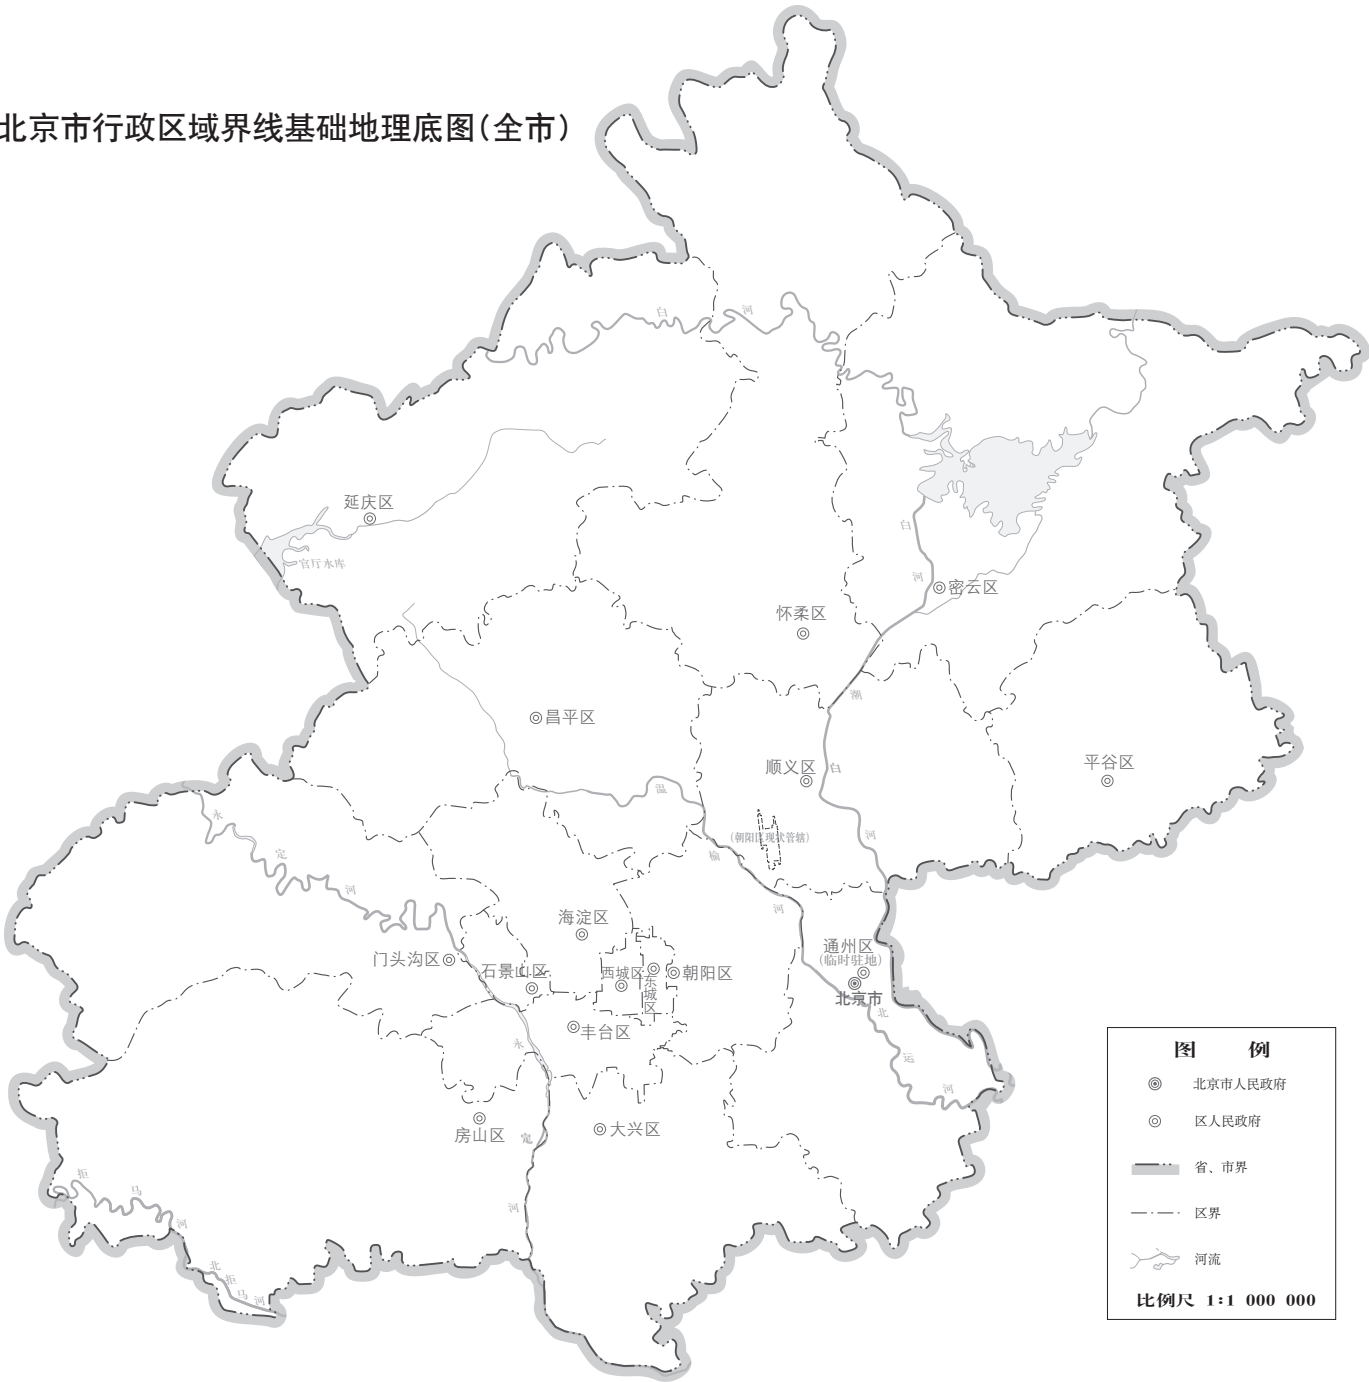 北京市行政区域界线基础地理底图(全市)
白
河
延庆区
官厅水库
白
河
密云区
怀柔区
潮
昌平区
顺义区
白
平谷区
温
永
(朝阳区现状管辖)
河
榆
定
河
河
海淀区
通州区
(临时驻地)
门头沟区
石景山区
西城区
东城区
朝阳区
北京市
北
丰台区
永
运
河
房山区
定
大兴区
拒
马
河
河
北
拒
马
河
图 例
北京市人民政府
区人民政府
省、市界
区界
河流
比例尺 1:1 000 000